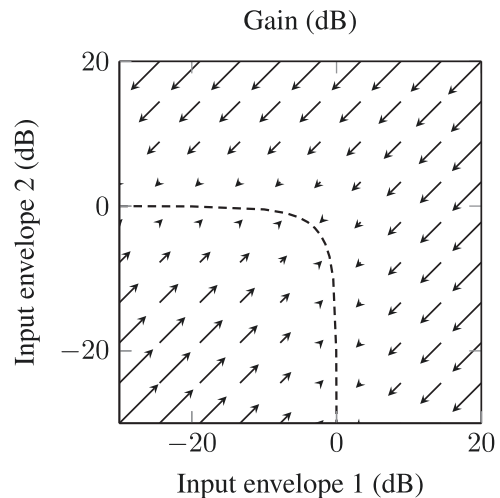 Gain (dB)
20
0
−20
Input envelope 2 (dB)
−20 0 20
Input envelope 1 (dB)